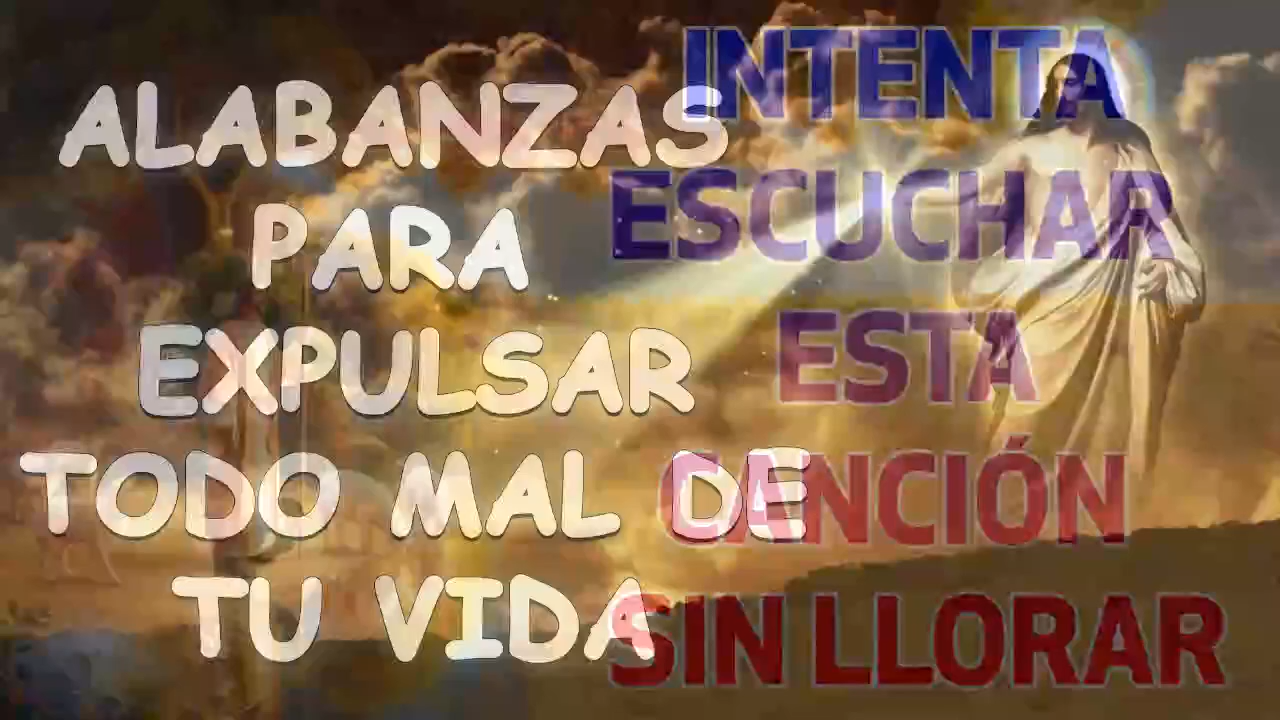 ALABANZAS
PARA
EXPULSAR
TODO MAL DE
TU VIDA
INTENTA
ESCUCHAR
ESTA
CANCIÓN
SIN LLORAR